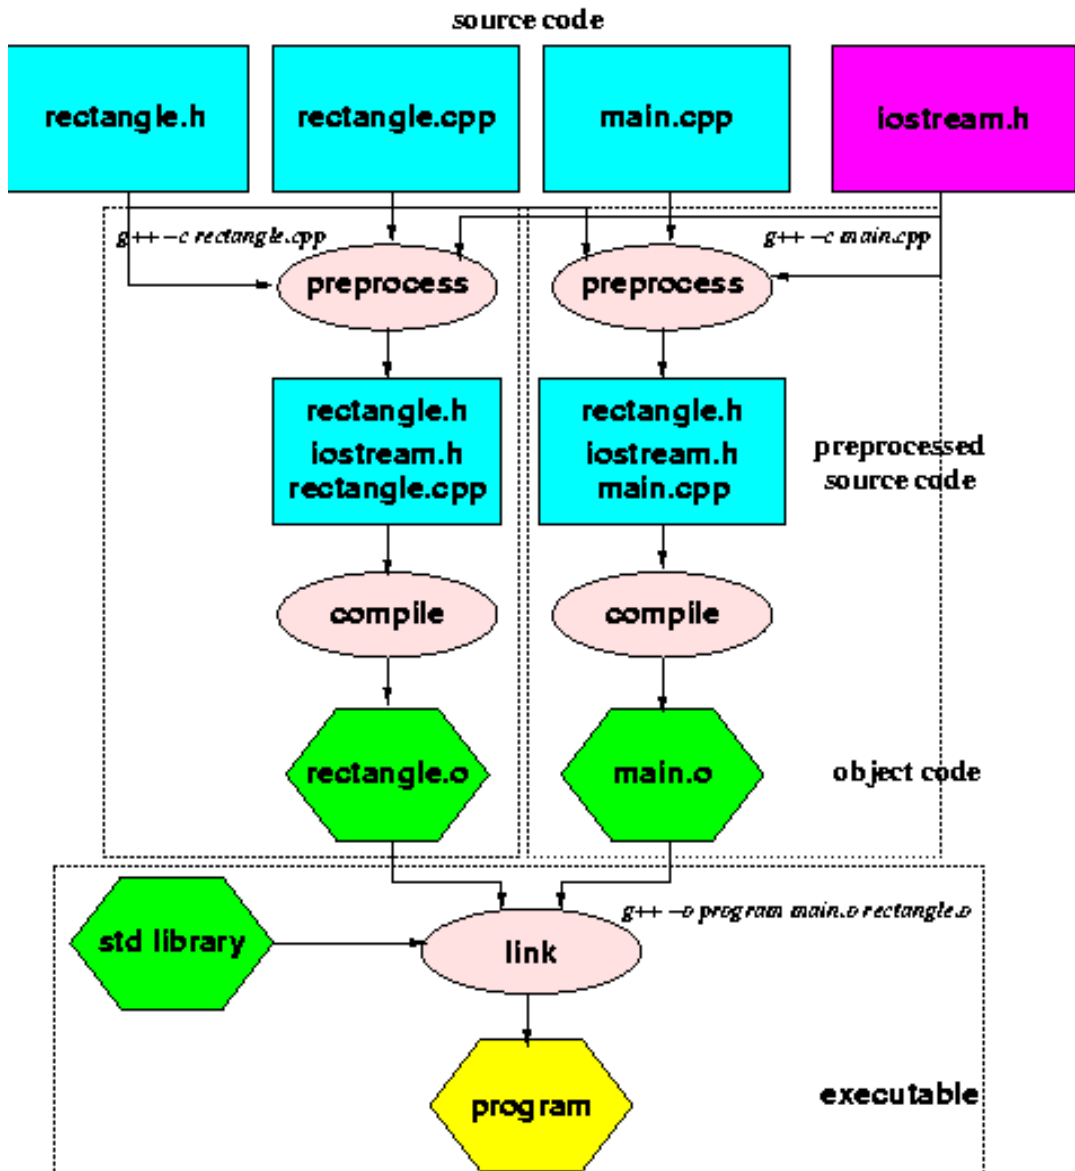 source code
rectangle.h
rectangle.cpp
main.cpp
iostream.h
g++ -c rectangle.cpp
g++ -c main.cpp
preprocess
preprocess
rectangle.h
iostream.h
rectangle.cpp
rectangle.h
iostream.h
main.cpp
preprocessed
source code
compile
compile
rectangle.o
main.o
object code
g++ -o program main.o rectangle.o
std library
link
program
executable